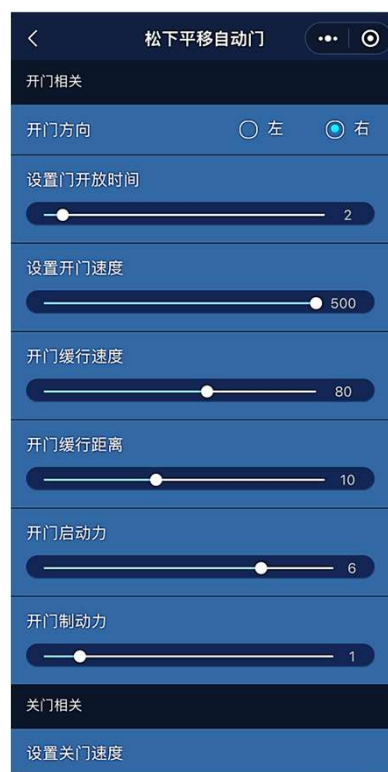 松下平移自动门
开门相关
开门方向 左 右
设置门开放时间
2
设置开门速度
500
开门缓行速度
80
开门缓行距离
10
开门启动力
6
开门制动力
1
关门相关
设置关门速度